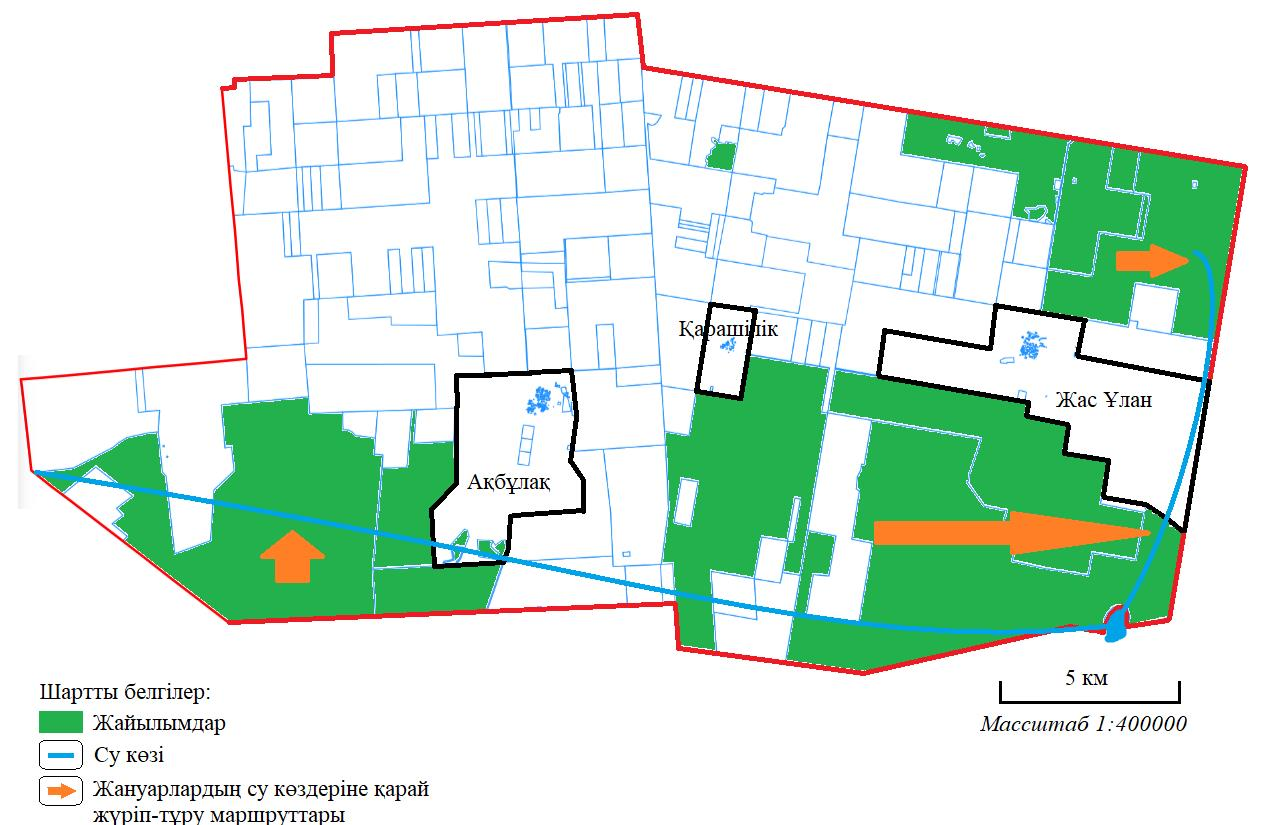 Қарашілік
Жас Ұлан
Ақбұлақ
5 км
Масштаб 1:400000
Шартты белгілер:
Жайылымдар
Су көзі
Жануарлардың су көздеріне қарай
жүріп-тұру маршруттары